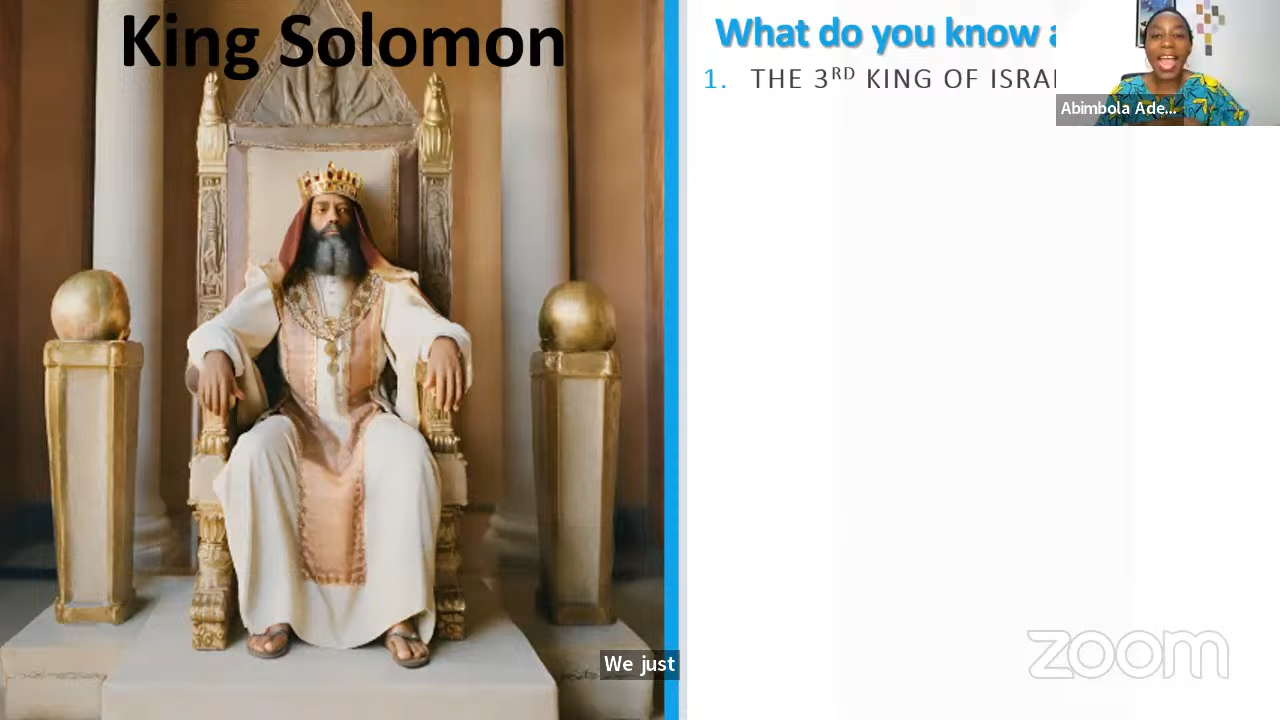 King Solomon
What do you know a
1. THE 3RD KING OF ISRA
Abimbola Ade...
We just
zoom